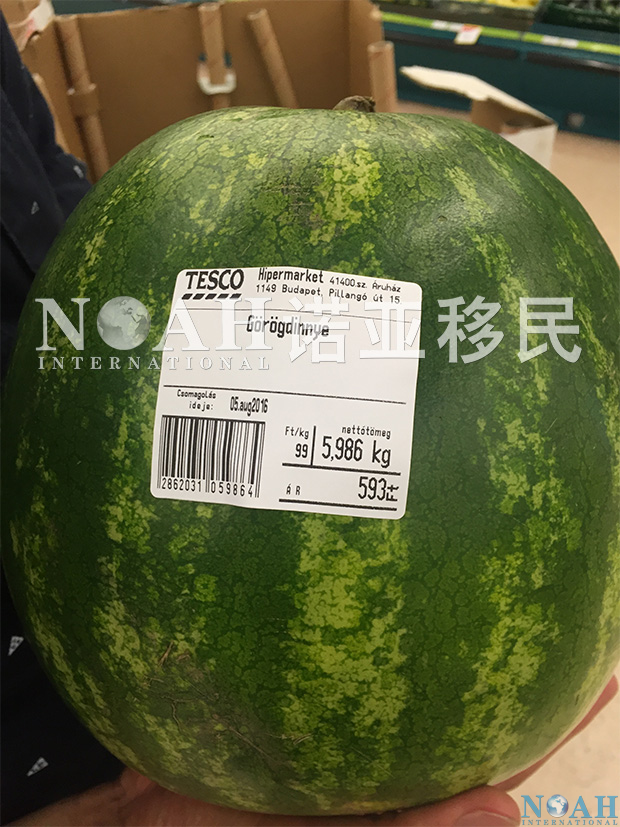 TESCO Hipermarket 41400.sz. Áruház
1149 Budapet, Pillangó út 15
Görögdinnye
NOAH诺亚移民
INTERNATIONAL
Csomagolás
ideje: 05.aug2016
Ft/kg nettótömeg
99 5,986 kg
ÁR 593Ft
2862031 059864
NOAH
INTERNATIONAL